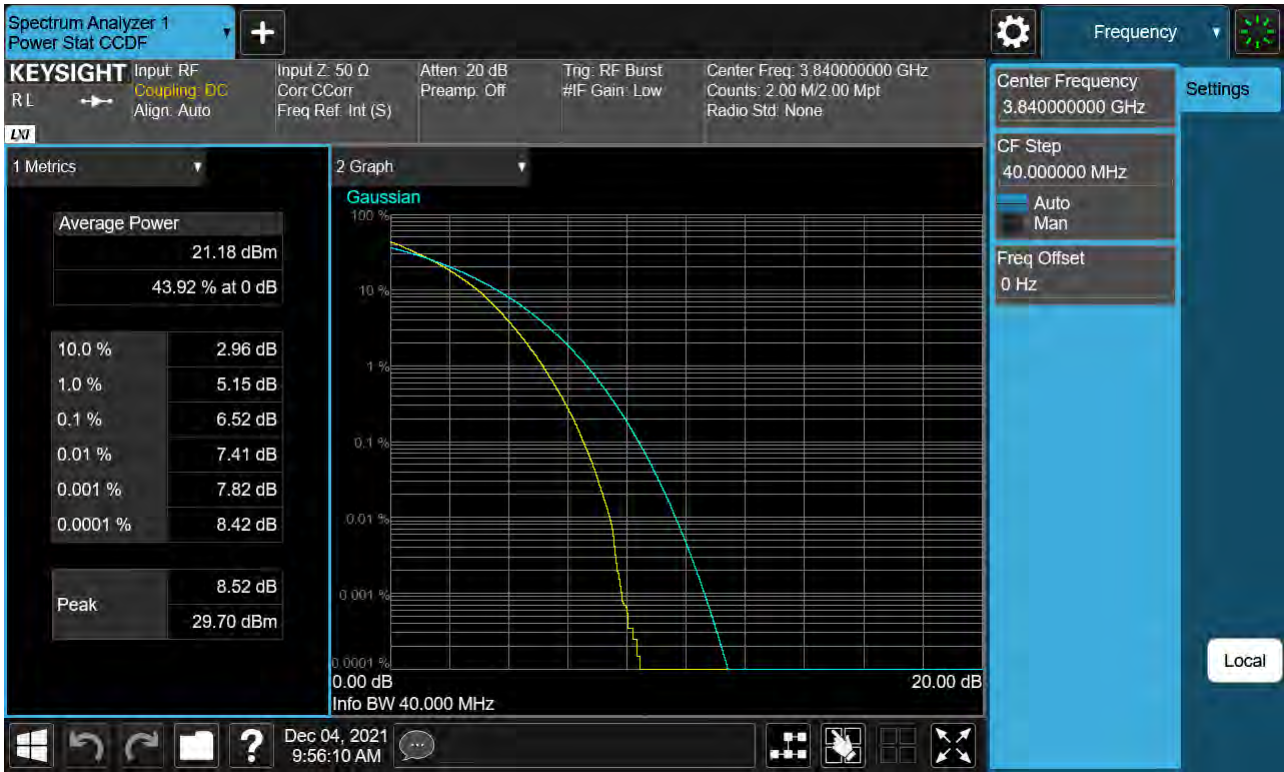 Spectrum Analyzer 1
Power Stat CCDF
Frequency
KEYSIGHT
RL
LXI
Input: RF
Coupling: DC
Align: Auto
Input Z: 50 Ω
Corr CCorr
Freq Ref: Int (S)
Atten: 20 dB
Preamp: Off
Trig: RF Burst
#IF Gain: Low
Center Freq: 3.840000000 GHz
Counts: 2.00 M/2.00 Mpt
Radio Std: None
1 Metrics
Average Power
21.18 dBm
43.92 % at 0 dB
10.0 % 2.96 dB
1.0 % 5.15 dB
0.1 % 6.52 dB
0.01 % 7.41 dB
0.001 % 7.82 dB
0.0001 % 8.42 dB
Peak
8.52 dB
29.70 dBm
2 Graph
Gaussian
100 %
10 %
1 %
0.1 %
0.01 %
0.001 %
0.0001 %
0.00 dB 20.00 dB
Info BW 40.000 MHz
Center Frequency
3.840000000 GHz
CF Step
40.000000 MHz
Auto
Man
Freq Offset
0 Hz
Settings
Local
?
Dec 04, 2021
9:56:10 AM